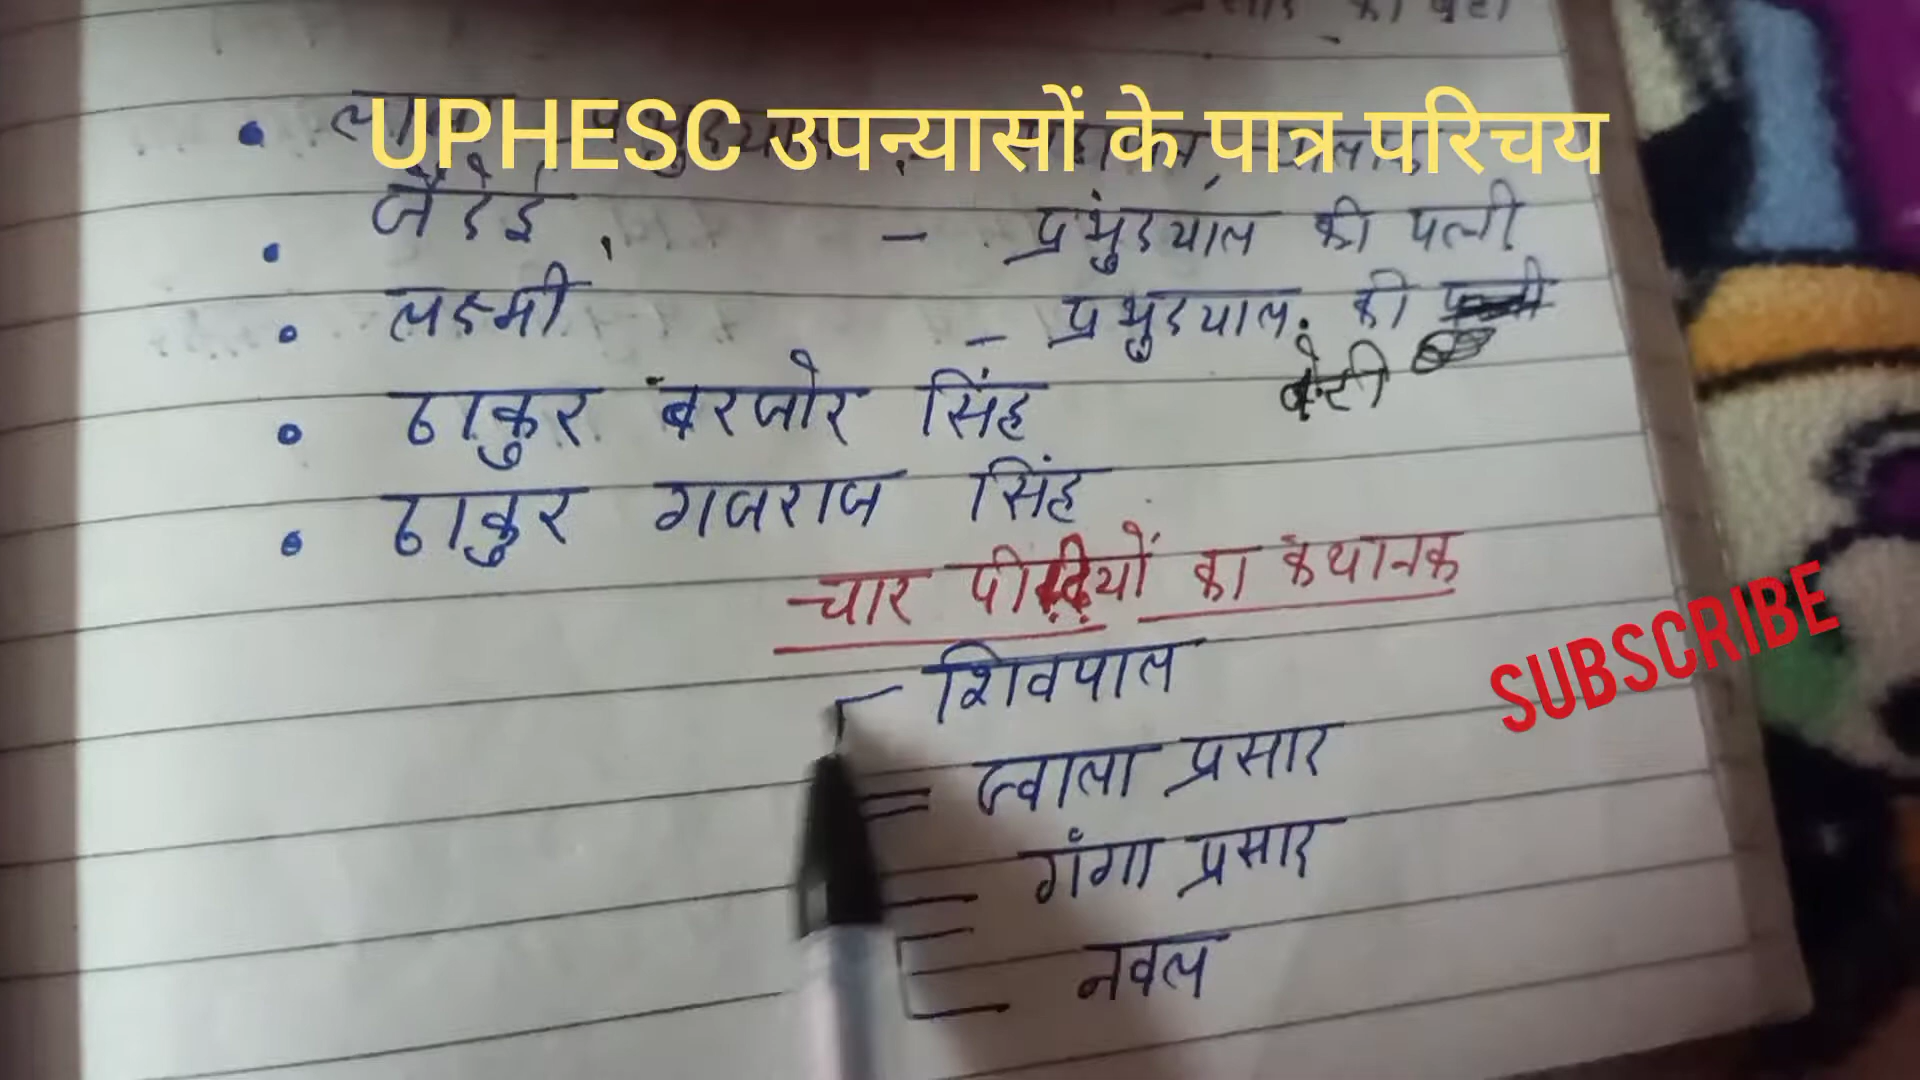 UPHESC उपन्यासों के पात्र परिचय
जैदेई - प्रभुदयाल की पत्नी
लक्ष्मी - प्रभुदयाल की
बेटी
ठाकुर बरजोर सिंह
ठाकुर गजराज सिंह
चार पीढ़ियों का कथानक
शिवपाल
ज्वाला प्रसाद
गंगा प्रसाद
नवल
SUBSCRIBE